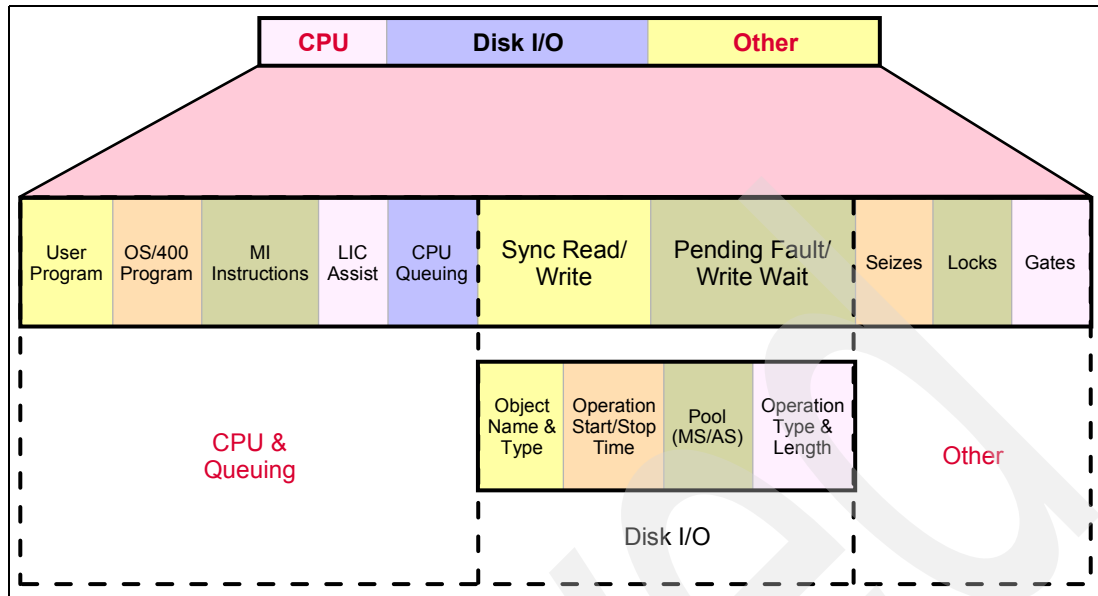 CPU
Disk I/O
Other
User
Program
OS/400
Program
MI
Instructions
LIC
Assist
CPU
Queuing
Sync Read/
Write
Pending Fault/
Write Wait
Seizes
Locks
Gates
Object
Name &
Type
Operation
Start/Stop
Time
Pool
(MS/AS)
Operation
Type &
Length
CPU &
Queuing
Disk I/O
Other